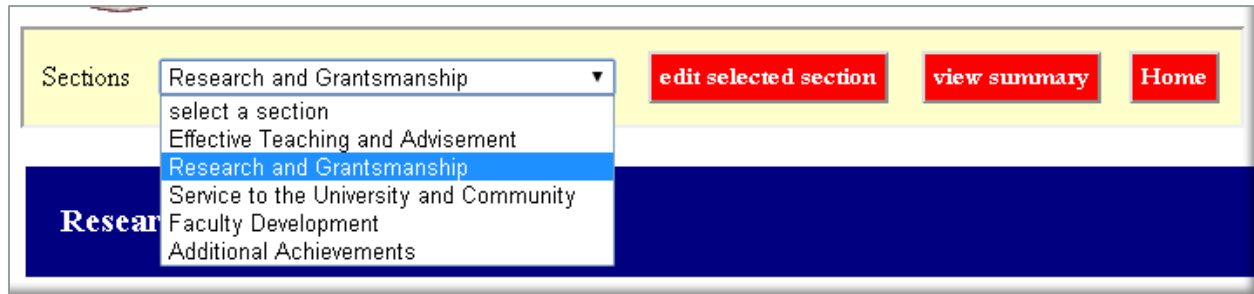 Sections Research and Grantsmanship edit selected section view summary Home
select a section
Effective Teaching and Advisement
Research and Grantsmanship
Service to the University and Community
Faculty Development
Additional Achievements